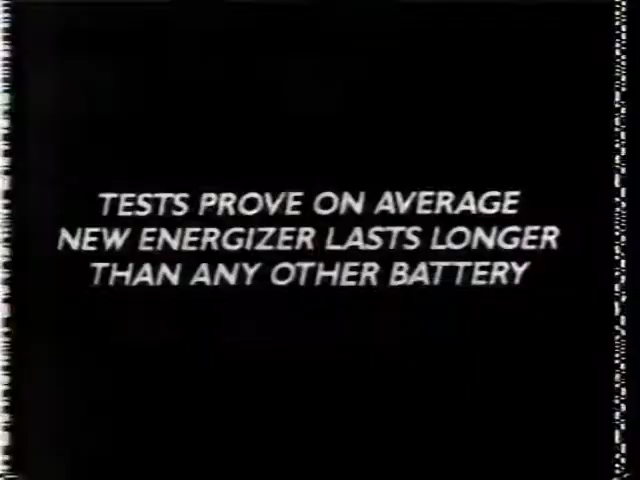 TESTS PROVE ON AVERAGE
NEW ENERGIZER LASTS LONGER
THAN ANY OTHER BATTERY